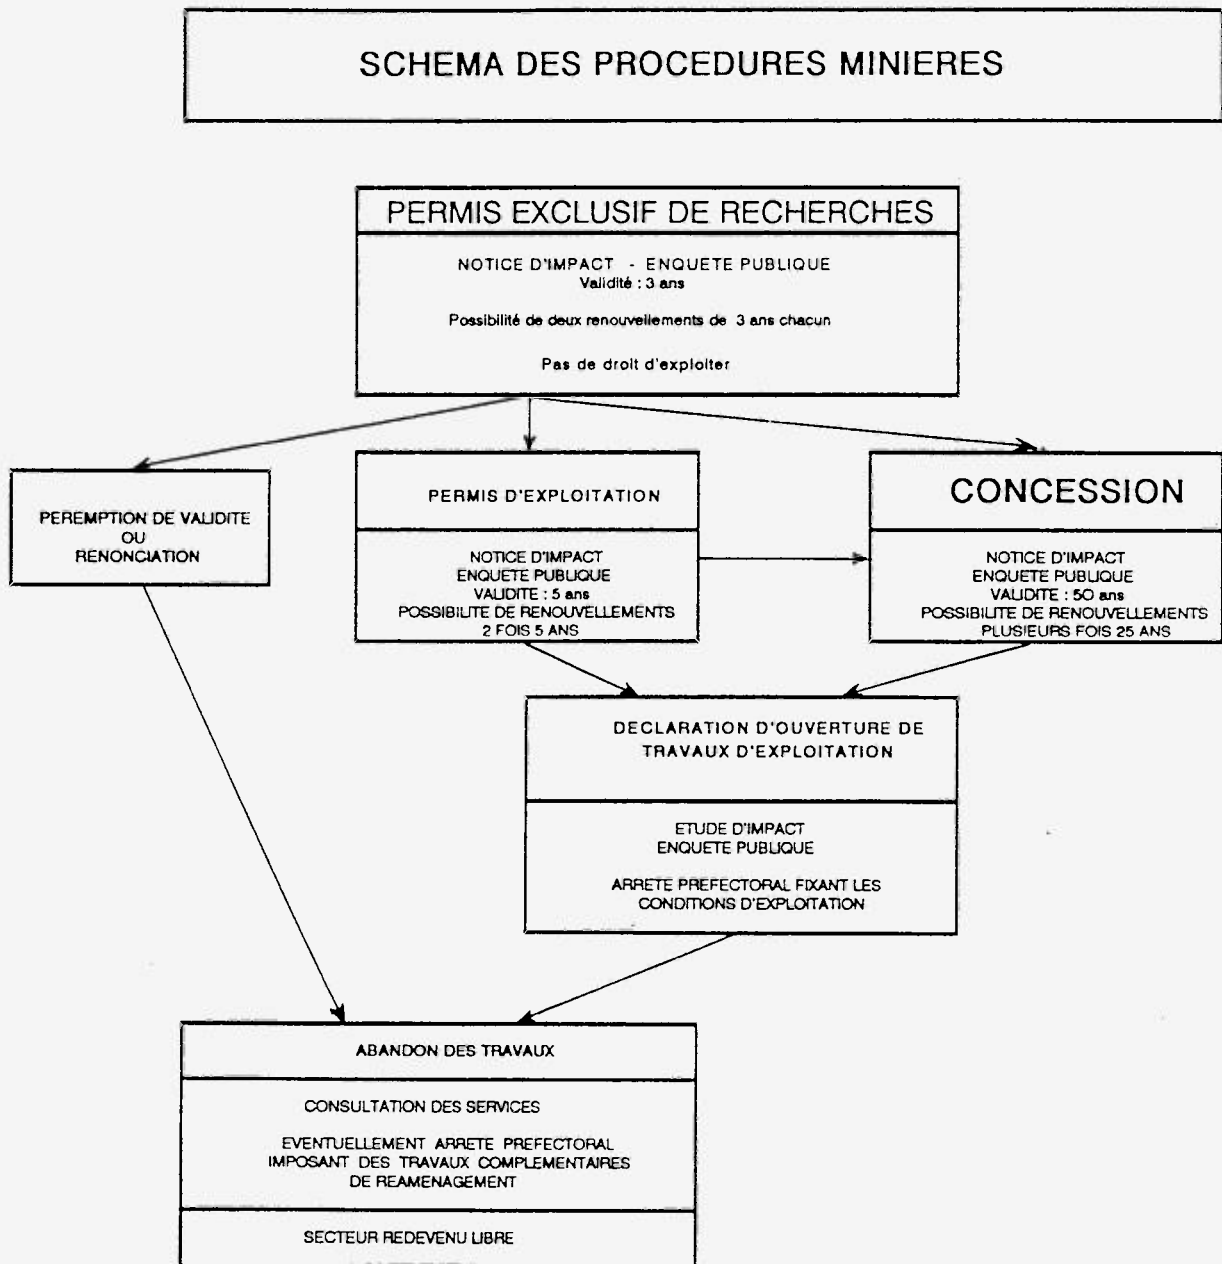 SCHEMA DES PROCEDURES MINIERES
PERMIS EXCLUSIF DE RECHERCHES
NOTICE D'IMPACT - ENQUETE PUBLIQUE
Validité : 3 ans
Possibilité de deux renouvellements de 3 ans chacun
Pas de droit d'exploiter
PEREMPTION DE VALIDITE
OU
RENONCIATION
PERMIS D'EXPLOITATION
NOTICE D'IMPACT
ENQUETE PUBLIQUE
VALIDITE : 5 ans
POSSIBILITE DE RENOUVELLEMENTS
2 FOIS 5 ANS
CONCESSION
NOTICE D'IMPACT
ENQUETE PUBLIQUE
VALIDITE : 50 ans
POSSIBILITE DE RENOUVELLEMENTS
PLUSIEURS FOIS 25 ANS
DECLARATION D'OUVERTURE DE
TRAVAUX D'EXPLOITATION
ETUDE D'IMPACT
ENQUETE PUBLIQUE
ARRETE PREFECTORAL FIXANT LES
CONDITIONS D'EXPLOITATION
ABANDON DES TRAVAUX
CONSULTATION DES SERVICES
EVENTUELLEMENT ARRETE PREFECTORAL
IMPOSANT DES TRAVAUX COMPLEMENTAIRES
DE REAMENAGEMENT
SECTEUR REDEVENU LIBRE